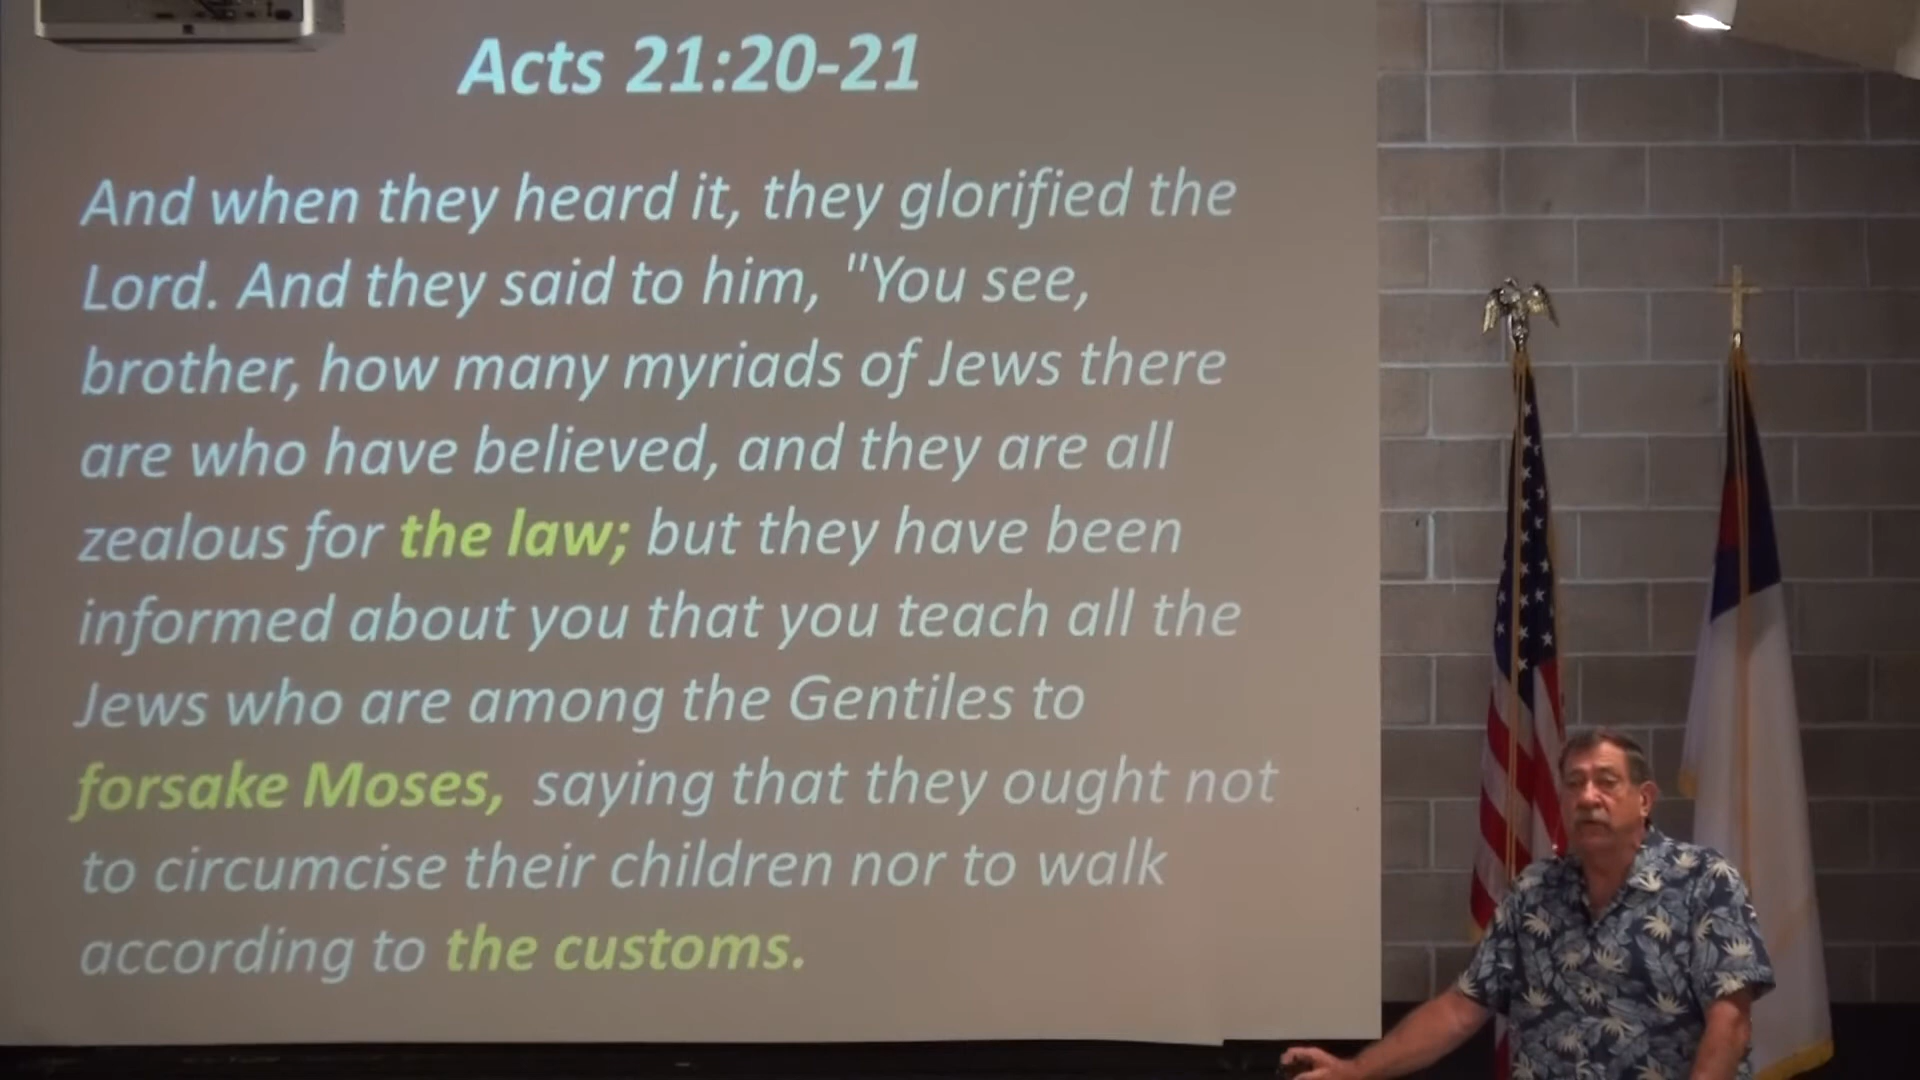 Acts 21:20-21
And when they heard it, they glorified the
Lord. And they said to him, "You see,
brother, how many myriads of Jews there
are who have believed, and they are all
zealous for the law; but they have been
informed about you that you teach all the
Jews who are among the Gentiles to
forsake Moses, saying that they ought not
to circumcise their children nor to walk
according to the customs.